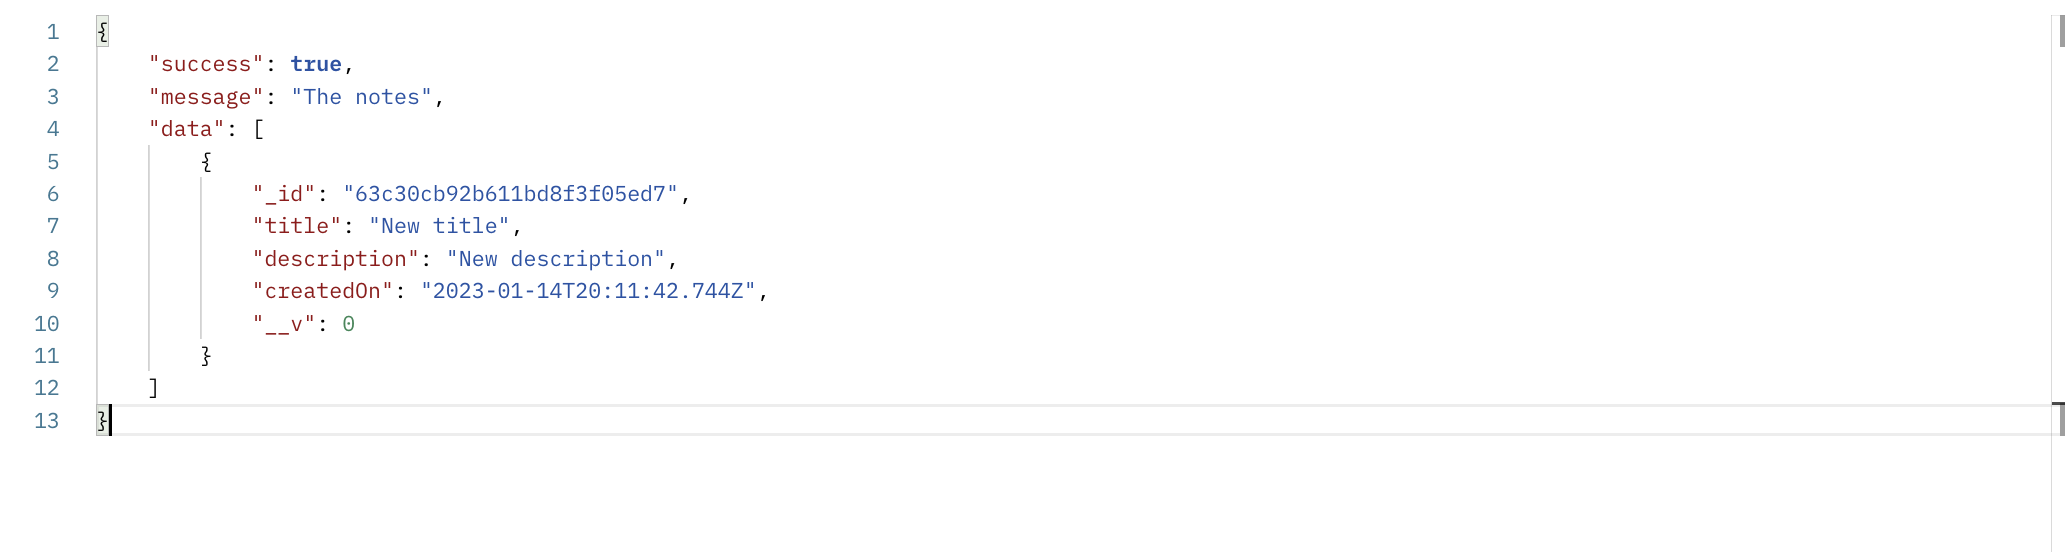 1 {
2     "success": true,
3     "message": "The notes",
4     "data": [
5         {
6             "_id": "63c30cb92b611bd8f3f05ed7",
7             "title": "New title",
8             "description": "New description",
9             "createdOn": "2023-01-14T20:11:42.744Z",
10             "__v": 0
11         }
12     ]
13 }